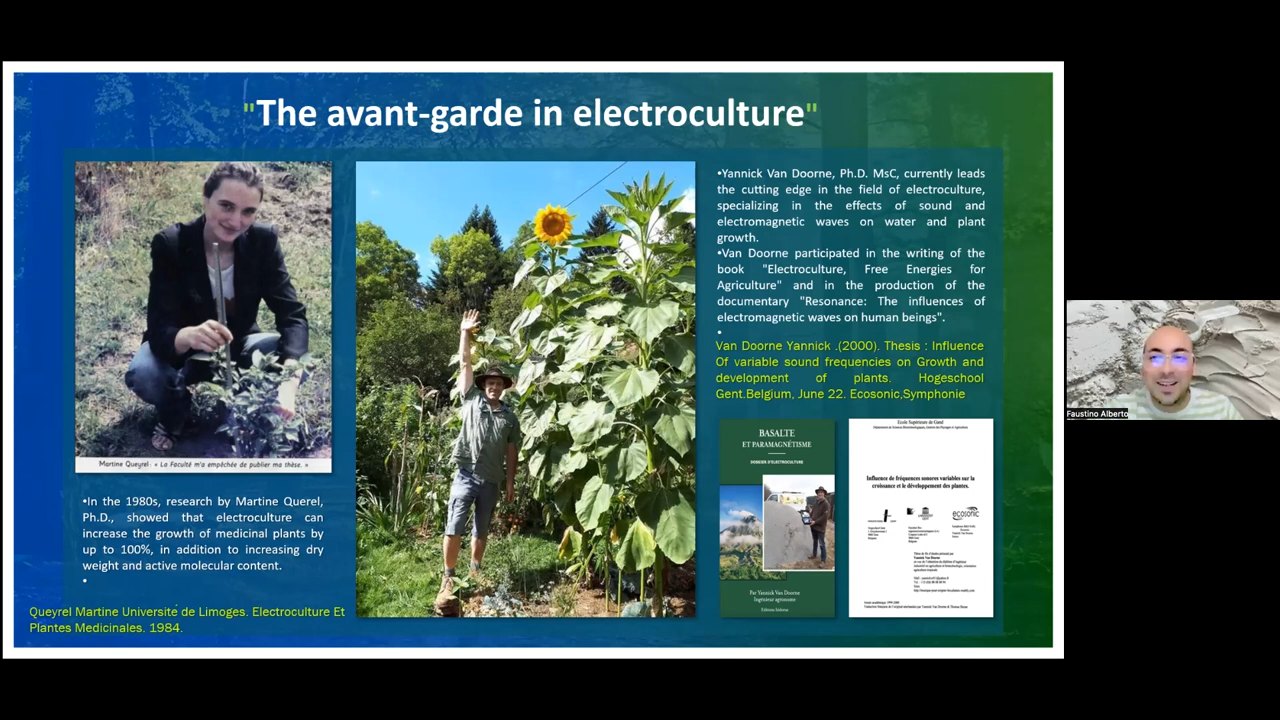 "The avant-garde in electroculture"
Martine Queyrel : « La Faculté m'a empêchée de publier ma thèse. »
•In the 1980s, research by Martine Querel,
Ph.D., showed that electroculture can
increase the growth of medicinal plants by
up to 100%, in addition to increasing dry
weight and active molecule content.
•
Queyrel Martine Universite de Limoges. Electroculture Et
Plantes Medicinales. 1984.
•Yannick Van Doorne, Ph.D. MsC, currently leads
the cutting edge in the field of electroculture,
specializing in the effects of sound and
electromagnetic waves on water and plant
growth.
•Van Doorne participated in the writing of the
book "Electroculture, Free Energies for
Agriculture" and in the production of the
documentary "Resonance: The influences of
electromagnetic waves on human beings".
•
Van Doorne Yannick .(2000). Thesis : Influence
Of variable sound frequencies on Growth and
development of plants. Hogeschool
Gent.Belgium, June 22. Ecosonic,Symphonie
BASALTE
ET PARAMAGNÉTISME
DOSSIER D'ELECTROCULTURE
Par Yannick Van Doorne
Ingénieur agronome
Ecole Supérieure de Gand
Influence de fréquences sonores variables sur la
croissance et le développement des plantes.
ecosonic
Yannick Van Doorne
Faustino Alberto